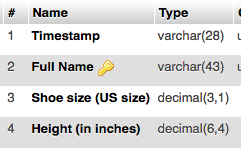 # Name Type
1 Timestamp varchar(28)
2 Full Name varchar(43)
3 Shoe size (US size) decimal(3,1)
4 Height (in inches) decimal(6,4)